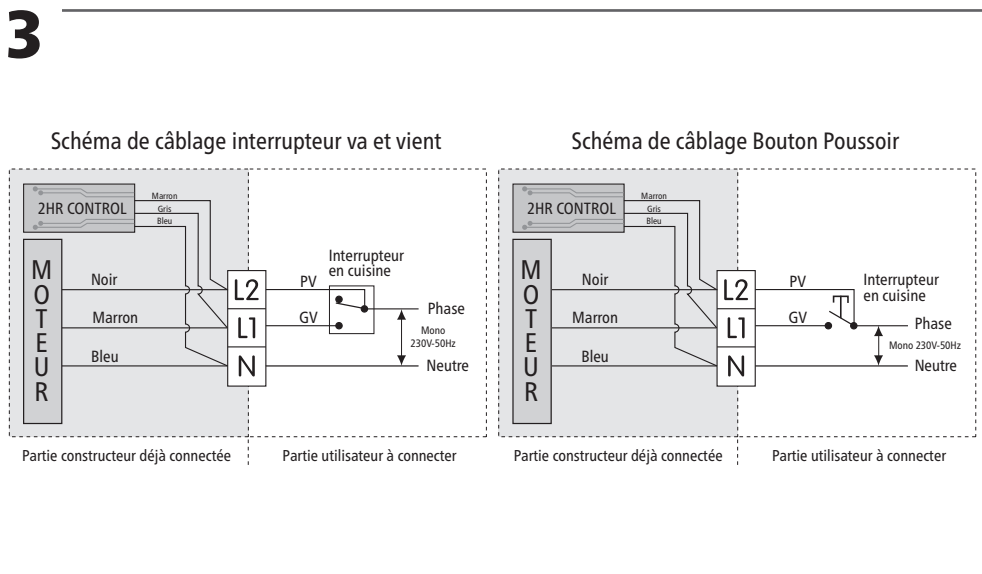 3
Schéma de câblage interrupteur va et vient
2HR CONTROL
Marron
Gris
Bleu
MOTEUR
Noir
Marron
Bleu
L2
L1
N
PV
GV
Interrupteur
en cuisine
Phase
Mono
230V-50Hz
Neutre
Partie constructeur déjà connectée
Partie utilisateur à connecter
Schéma de câblage Bouton Poussoir
2HR CONTROL
Marron
Gris
Bleu
MOTEUR
Noir
Marron
Bleu
L2
L1
N
PV
GV
Interrupteur
en cuisine
Phase
Mono 230V-50Hz
Neutre
Partie constructeur déjà connectée
Partie utilisateur à connecter